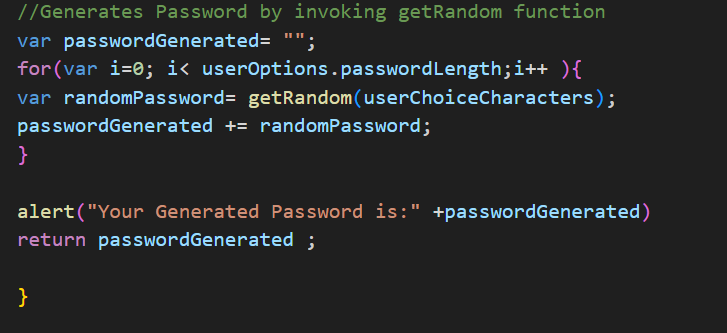 //Generates Password by invoking getRandom function
var passwordGenerated= "";
for(var i=0; i< userOptions.passwordLength;i++ ){
var randomPassword= getRandom(userChoiceCharacters);
passwordGenerated += randomPassword;
}
alert("Your Generated Password is:" +passwordGenerated)
return passwordGenerated ;
}